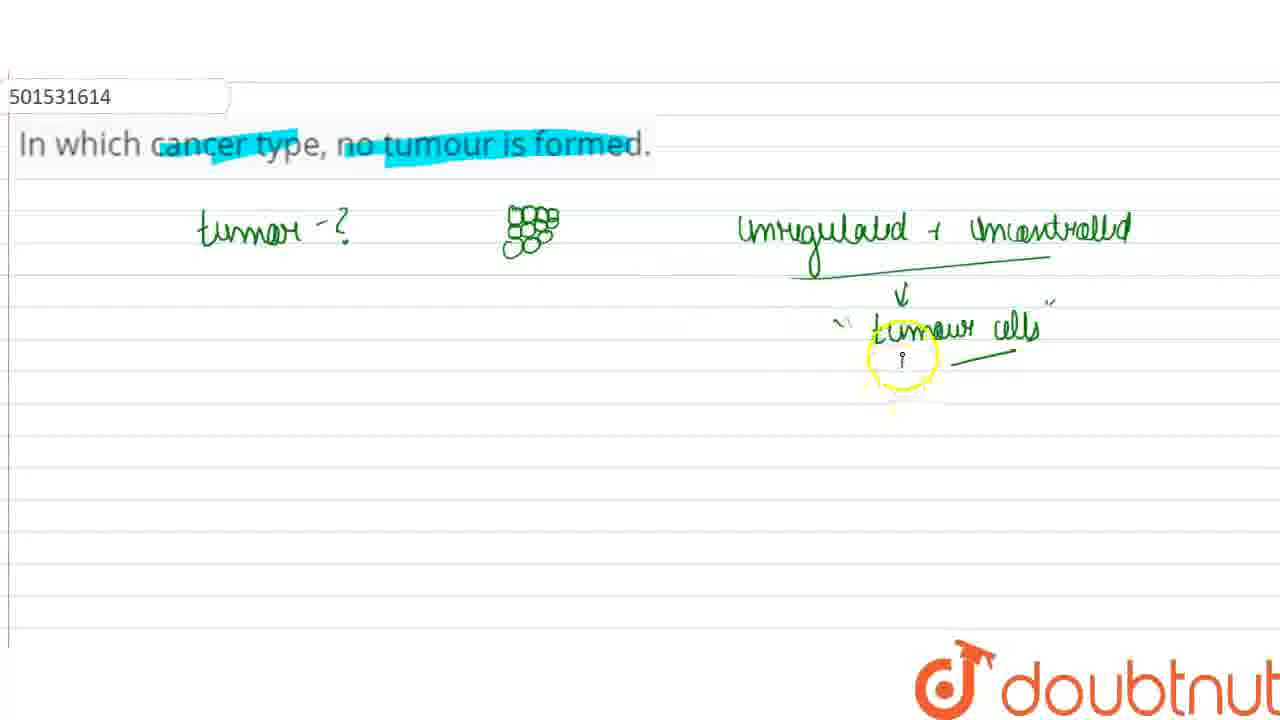 501531614
In which cancer type, no tumour is formed.
tumor - ? unregulated + uncontrolled
"tumour cells"
doubtnut